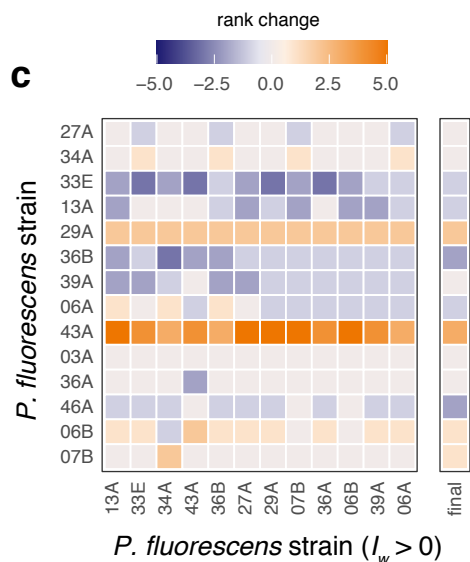 c
rank change
−5.0 −2.5 0.0 2.5 5.0
P. fluorescens strain
27A
34A
33E
13A
29A
36B
39A
06A
43A
03A
36A
46A
06B
07B
13A 33E 34A 43A 36B 27A 29A 07B 36A 06B 39A 06A final
P. fluorescens strain (I_w > 0)